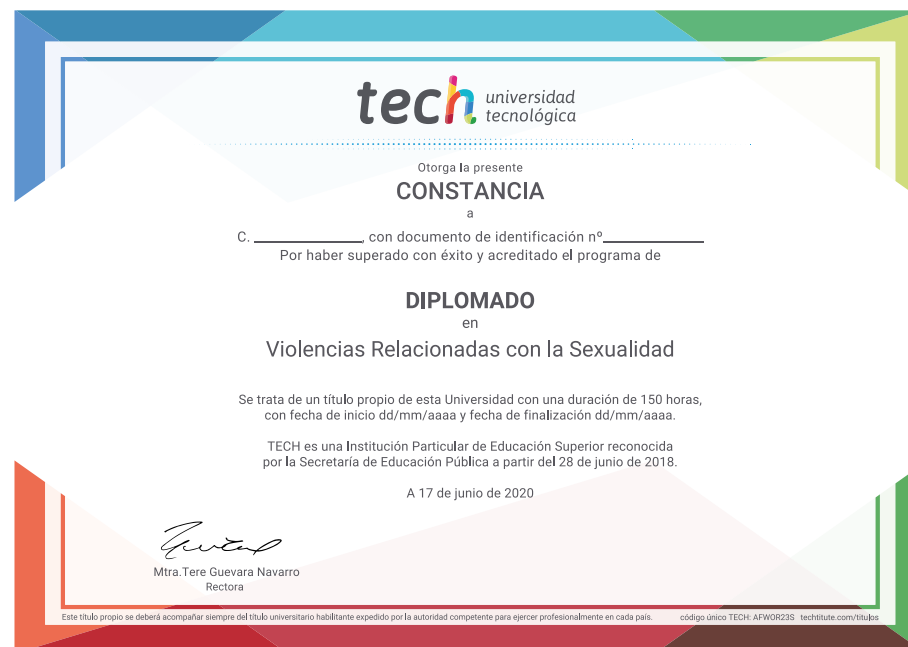 tech universidad
tecnológica
Otorga la presente
CONSTANCIA
a
C. ____________, con documento de identificación nº____________
Por haber superado con éxito y acreditado el programa de
DIPLOMADO
en
Violencias Relacionadas con la Sexualidad
Se trata de un título propio de esta Universidad con una duración de 150 horas,
con fecha de inicio dd/mm/aaaa y fecha de finalización dd/mm/aaaa.
TECH es una Institución Particular de Educación Superior reconocida
por la Secretaría de Educación Pública a partir del 28 de junio de 2018.
A 17 de junio de 2020
Mtra.Tere Guevara Navarro
Rectora
Este título propio se deberá acompañar siempre del título universitario habilitante expedido por la autoridad competente para ejercer profesionalmente en cada país. código único TECH: AFWOR23S techtitute.com/titulos